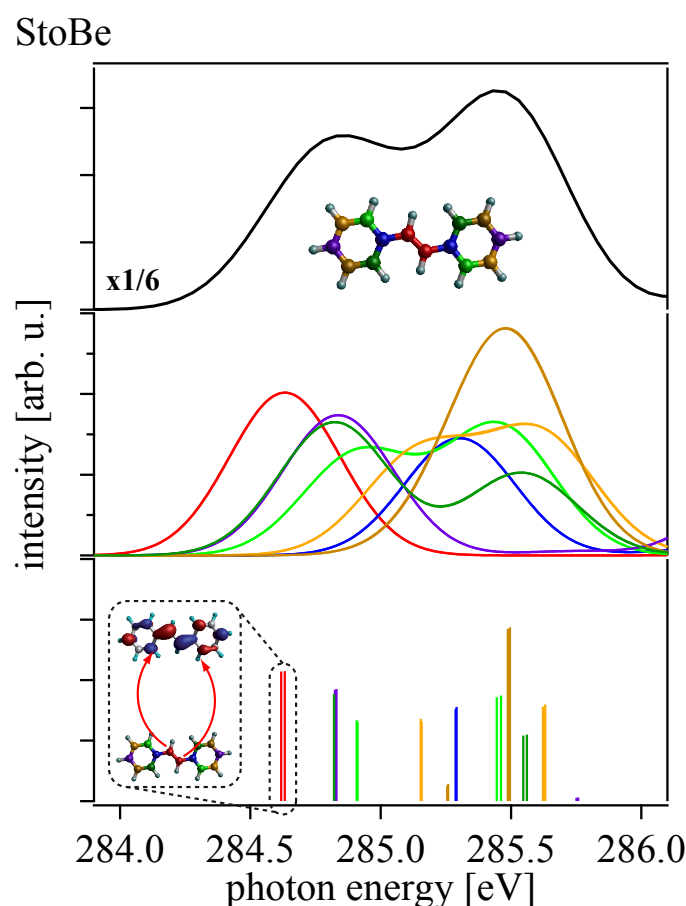 StoBe
x1/6
intensity [arb. u.]
284.0 284.5 285.0 285.5 286.0
photon energy [eV]